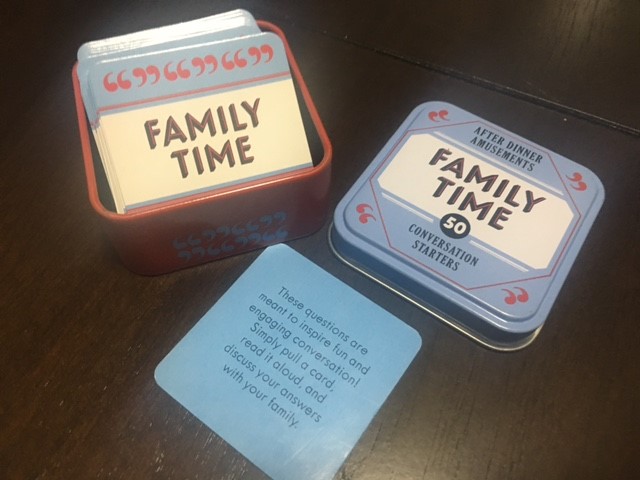 FAMILY
TIME
AFTER DINNER
AMUSEMENTS
FAMILY
TIME
50
CONVERSATION
STARTERS
These questions are
meant to inspire fun and
engaging conversation!
Simply pull a card,
read it aloud, and
discuss your answers
with your family.